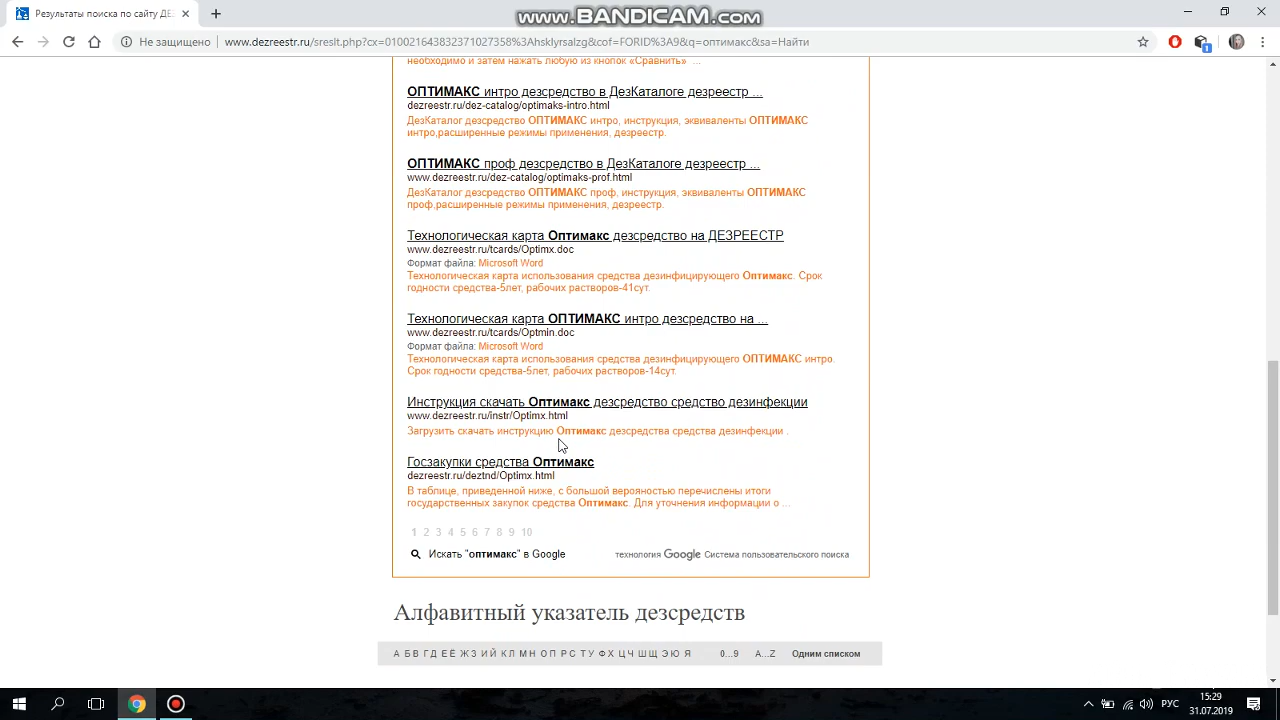 Результаты поиска по сайту ДЕЗ
www.BANDICAM.com
Не защищено
www.dezreestr.ru/sreslt.php?cx=010021643832371027358%3Ahsklyrsalzg&cof=FORID%3A9&q=оптимакс&sa=Найти
необходимо и затем нажать любую из кнопок «Сравнить» ...
ОПТИМАКС интро дезсредство в ДезКаталоге дезреестр ...
dezreestr.ru/dez-catalog/optimaks-intro.html
ДезКаталог дезсредство ОПТИМАКС интро, инструкция, эквиваленты ОПТИМАКС
интро,расширенные режимы применения, дезреестр.
ОПТИМАКС проф дезсредство в ДезКаталоге дезреестр ...
www.dezreestr.ru/dez-catalog/optimaks-prof.html
ДезКаталог дезсредство ОПТИМАКС проф, инструкция, эквиваленты ОПТИМАКС
проф,расширенные режимы применения, дезреестр.
Технологическая карта Оптимакс дезсредство на ДЕЗРЕЕСТР
www.dezreestr.ru/tcards/Optimx.doc
Формат файла: Microsoft Word
Технологическая карта использования средства дезинфицирующего Оптимакс. Срок
годности средства-5лет, рабочих растворов-41сут.
Технологическая карта ОПТИМАКС интро дезсредство на ...
www.dezreestr.ru/tcards/Optmin.doc
Формат файла: Microsoft Word
Технологическая карта использования средства дезинфицирующего ОПТИМАКС интро.
Срок годности средства-5лет, рабочих растворов-14сут.
Инструкция скачать Оптимакс дезсредство средство дезинфекции
www.dezreestr.ru/instr/Optimx.html
Загрузить скачать инструкцию Оптимакс дезсредства средства дезинфекции .
Госзакупки средства Оптимакс
dezreestr.ru/deztnd/Optimx.html
В таблице, приведенной ниже, с большой верояностью перечислены итоги
государственных закупок средства Оптимакс. Для уточнения информации о ...
1 2 3 4 5 6 7 8 9 10
Искать "оптимакс" в Google
технология Google Система пользовательского поиска
Алфавитный указатель дезсредств
А Б В Г Д Е Ё Ж З И Й К Л М Н О П Р С Т У Ф Х Ц Ч Ш Щ Э Ю Я 0...9 A...Z Одним списком
РУС
15:29
31.07.2019